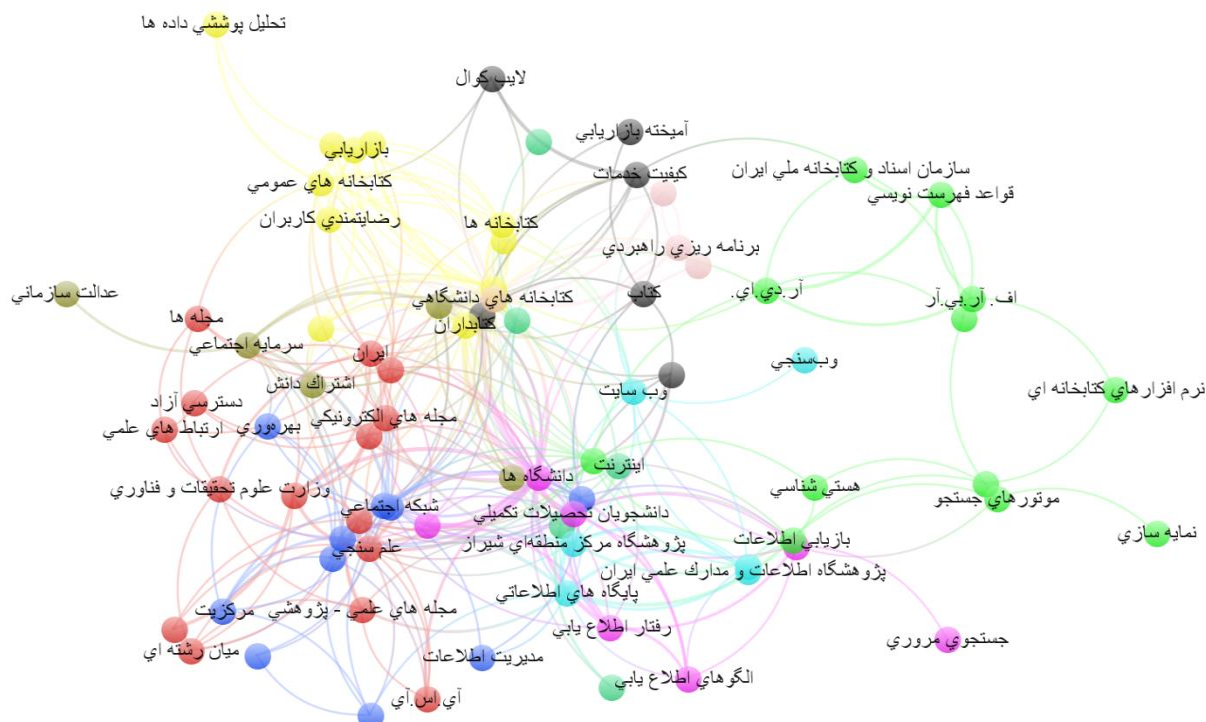 تحليل پوششي داده ها
لايب كوال
آميخته بازاريابي
بازاريابي
سازمان اسناد و كتابخانه ملي ايران
كيفيت خدمات
كتابخانه هاي عمومي
قواعد فهرست نويسي
رضايتمندي كاربران
كتابخانه ها
برنامه ريزي راهبردي
عدالت سازماني
كتابخانه هاي دانشگاهي
كتاب
آر.دي.اي.
اف. آر.بي.آر
مجله ها
كتابداران
سرمايه اجتماعي
ايران
وب‌سنجي
اشتراك دانش
وب سايت
نرم افزارهاي كتابخانه اي
دسترسي آزاد
ارتباط هاي علمي
بهره‌وري
مجله هاي الكترونيكي
دانشگاه ها
اينترنت
هستي شناسي
وزارت علوم تحقيقات و فناوري
موتورهاي جستجو
شبكه اجتماعي
دانشجويان تحصيلات تكميلي
نمايه سازي
علم سنجي
پژوهشگاه مركز منطقه‌اي شيراز
بازيابي اطلاعات
پژوهشگاه اطلاعات و مدارك علمي ايران
پايگاه هاي اطلاعاتي
مركزيت
مجله هاي علمي - پژوهشي
رفتار اطلاع يابي
جستجوي مروري
ميان رشته اي
مديريت اطلاعات
الگوهاي اطلاع يابي
آي.اس.آي